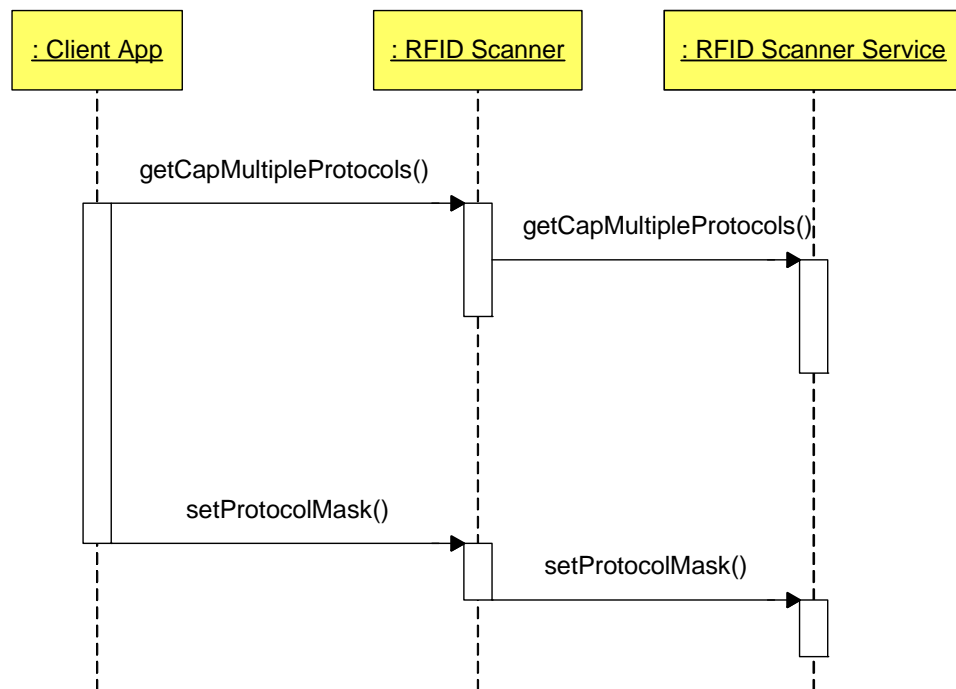 : Client App
: RFID Scanner
: RFID Scanner Service
getCapMultipleProtocols()
getCapMultipleProtocols()
setProtocolMask()
setProtocolMask()